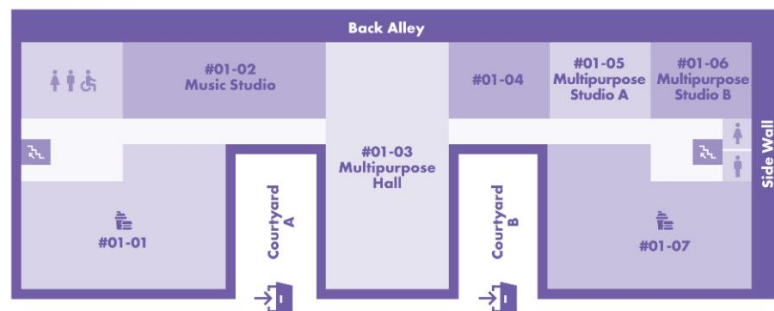 Back Alley
#01-02
Music Studio
#01-04
#01-05
Multipurpose
Studio A
#01-06
Multipurpose
Studio B
#01-03
Multipurpose
Hall
Side Wall
#01-01
Courtyard
A
Courtyard
B
#01-07